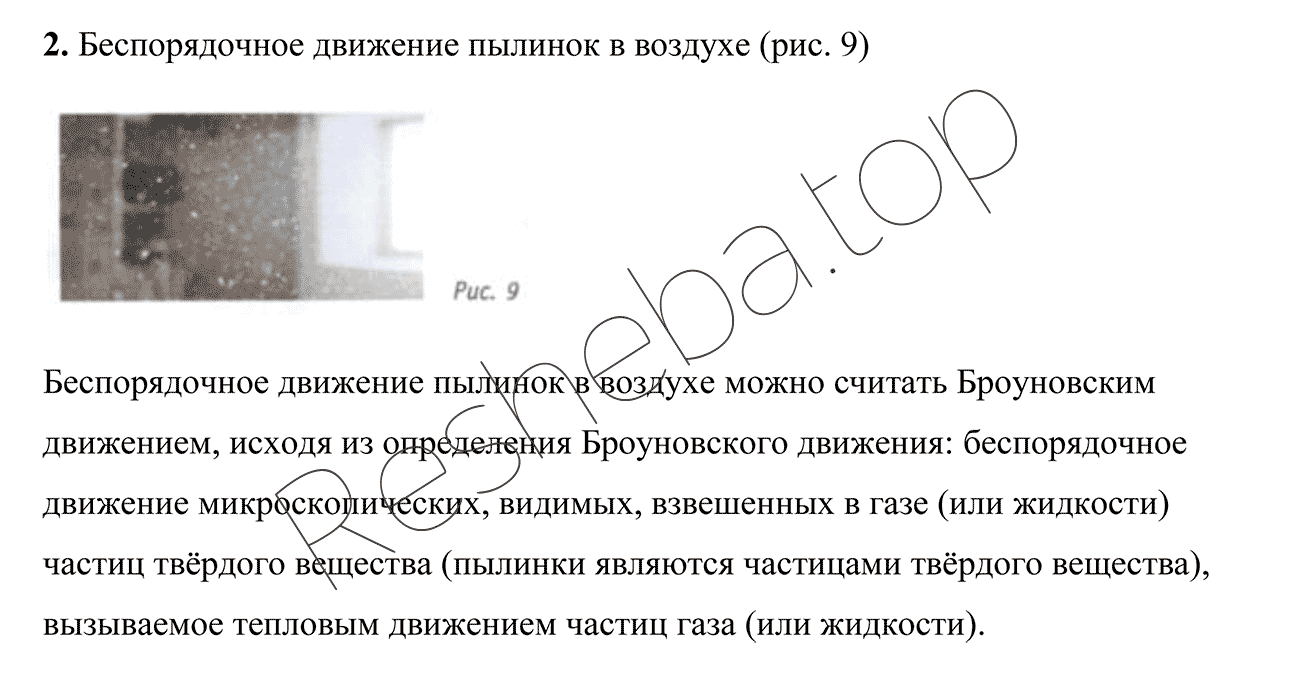 2. Беспорядочное движение пылинок в воздухе (рис. 9)
Рис. 9
Беспорядочное движение пылинок в воздухе можно считать Броуновским
движением, исходя из определения Броуновского движения: беспорядочное
движение микроскопических, видимых, взвешенных в газе (или жидкости)
частиц твёрдого вещества (пылинки являются частицами твёрдого вещества),
вызываемое тепловым движением частиц газа (или жидкости).
Resheba.top